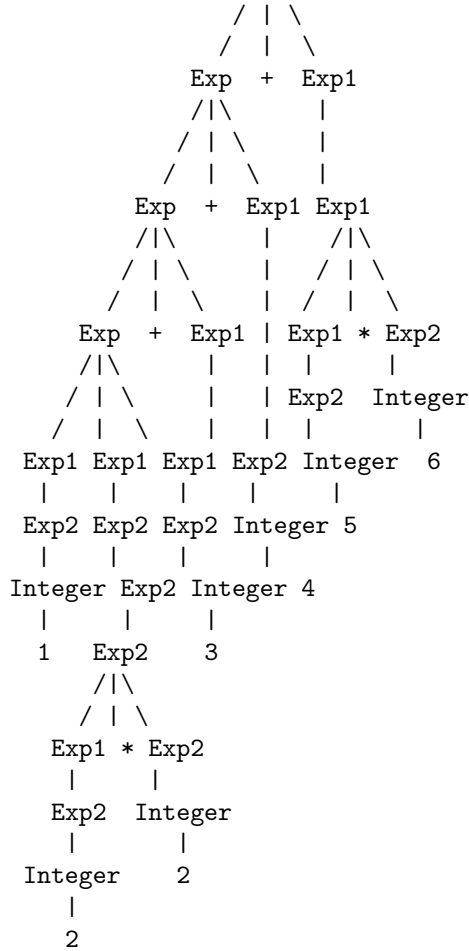 / | \
/ | \
Exp + Exp1
/|\ |
/ | \ |
/ | \ |
Exp + Exp1 Exp1
/|\ | /|\
/ | \ | / | \
/ | \ | / | \
Exp + Exp1 | Exp1 * Exp2
/|\ | | | |
/ | \ | | Exp2 Integer
/ | \ | | | |
Exp1 Exp1 Exp1 Exp2 Integer 6
| | | | |
Exp2 Exp2 Exp2 Integer 5
| | | |
Integer Exp2 Integer 4
| | |
1 Exp2 3
/|\
/ | \
Exp1 * Exp2
| |
Exp2 Integer
| |
Integer 2
|
2